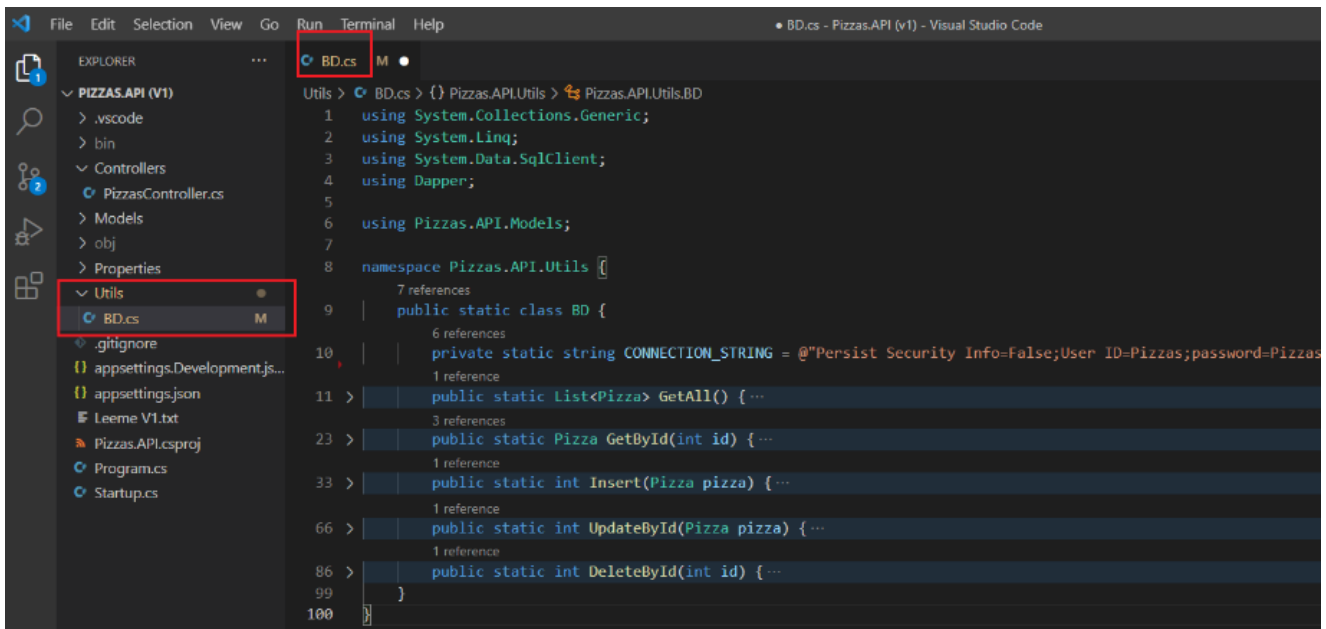 File Edit Selection View Go Run Terminal Help ● BD.cs - Pizzas.API (v1) - Visual Studio Code
EXPLORER ···
PIZZAS.API (V1)
> .vscode
> bin
Controllers
PizzasController.cs
> Models
> obj
> Properties
Utils
BD.cs M
.gitignore
{} appsettings.Development.js...
{} appsettings.json
Leeme V1.txt
Pizzas.API.csproj
Program.cs
Startup.cs
1
2
BD.cs M ●
Utils > BD.cs > {} Pizzas.API.Utils > Pizzas.API.Utils.BD
1 using System.Collections.Generic;
2 using System.Linq;
3 using System.Data.SqlClient;
4 using Dapper;
5
6 using Pizzas.API.Models;
7
8 namespace Pizzas.API.Utils {
7 references
9 public static class BD {
6 references
10 private static string CONNECTION_STRING = @"Persist Security Info=False;User ID=Pizzas;password=Pizzas
1 reference
11 > public static List<Pizza> GetAll() { ···
3 references
23 > public static Pizza GetById(int id) { ···
1 reference
33 > public static int Insert(Pizza pizza) { ···
1 reference
66 > public static int UpdateById(Pizza pizza) { ···
1 reference
86 > public static int DeleteById(int id) { ···
99 }
100 }